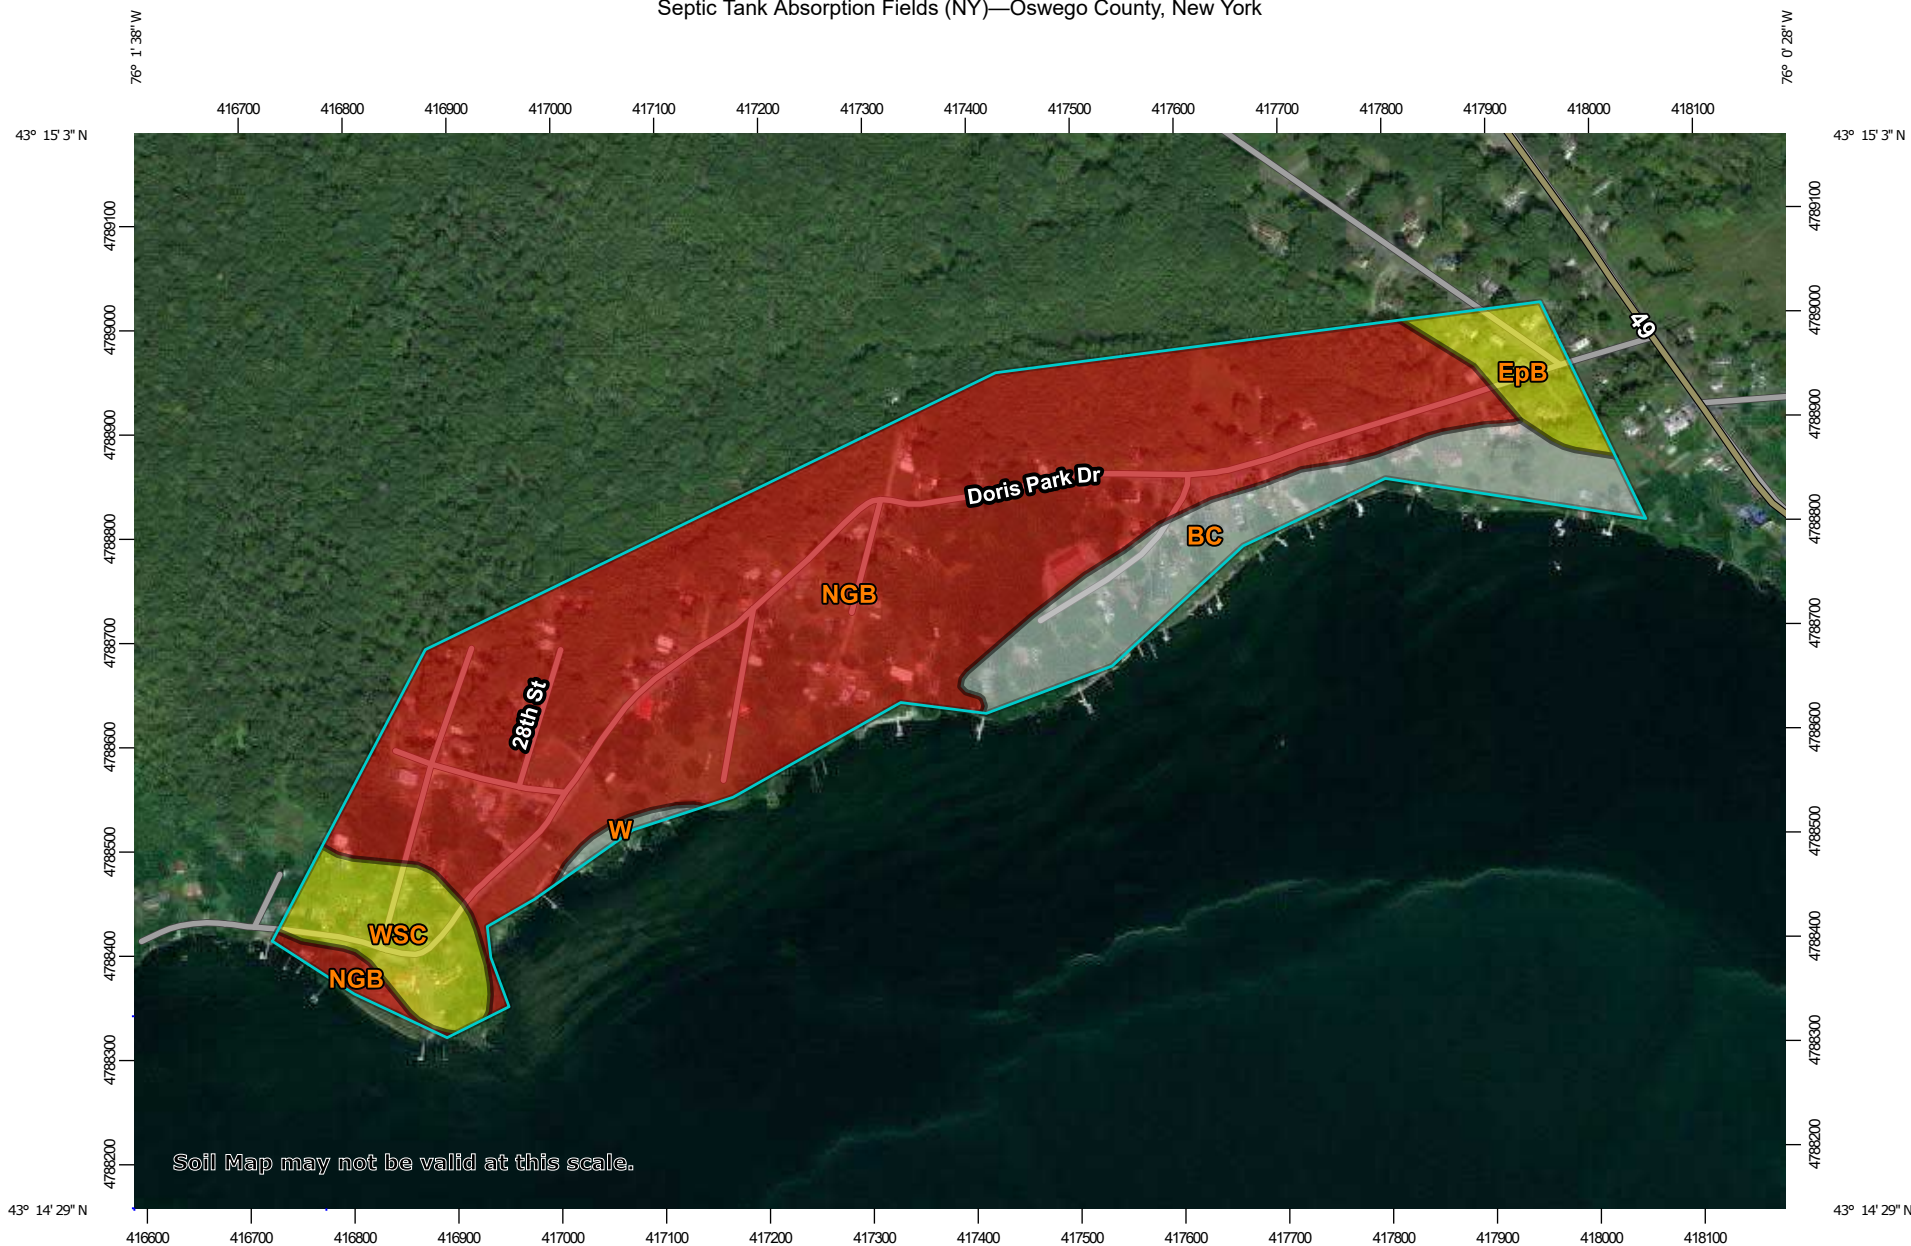 Septic Tank Absorption Fields (NY)—Oswego County, New York
76° 1' 38'' W
76° 0' 28'' W
416700 416800 416900 417000 417100 417200 417300 417400 417500 417600 417700 417800 417900 418000 418100
43° 15' 3'' N
43° 15' 3'' N
4789100
4789100
49
4789000
4789000
EpB
4788900
4788900
Doris Park Dr
4788800
4788800
BC
NGB
4788700
4788700
28th St
4788600
4788600
W
4788500
4788500
WSC
4788400
4788400
NGB
4788300
4788300
Soil Map may not be valid at this scale.
4788200
4788200
43° 14' 29'' N
43° 14' 29'' N
416600 416700 416800 416900 417000 417100 417200 417300 417400 417500 417600 417700 417800 417900 418000 418100